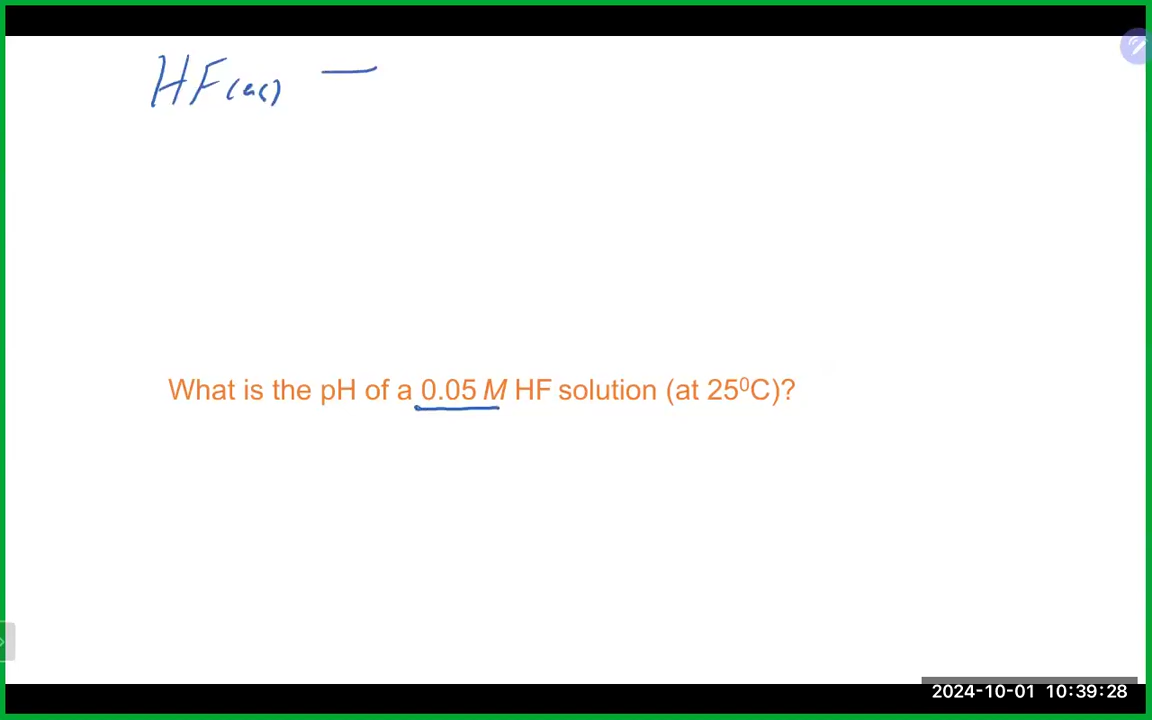 HF(aq) —
What is the pH of a 0.05 M HF solution (at 25⁰C)?
2024-10-01 10:39:28